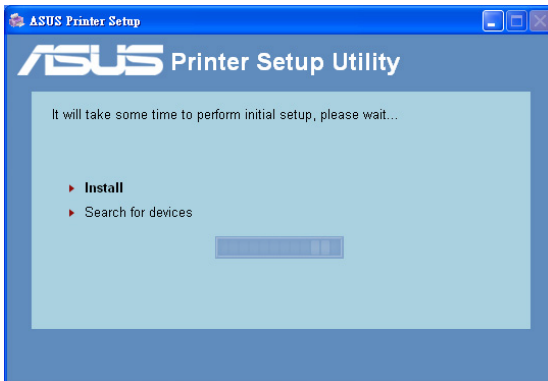 ASUS Printer Setup
ASUS Printer Setup Utility
It will take some time to perform initial setup, please wait...
Install
Search for devices